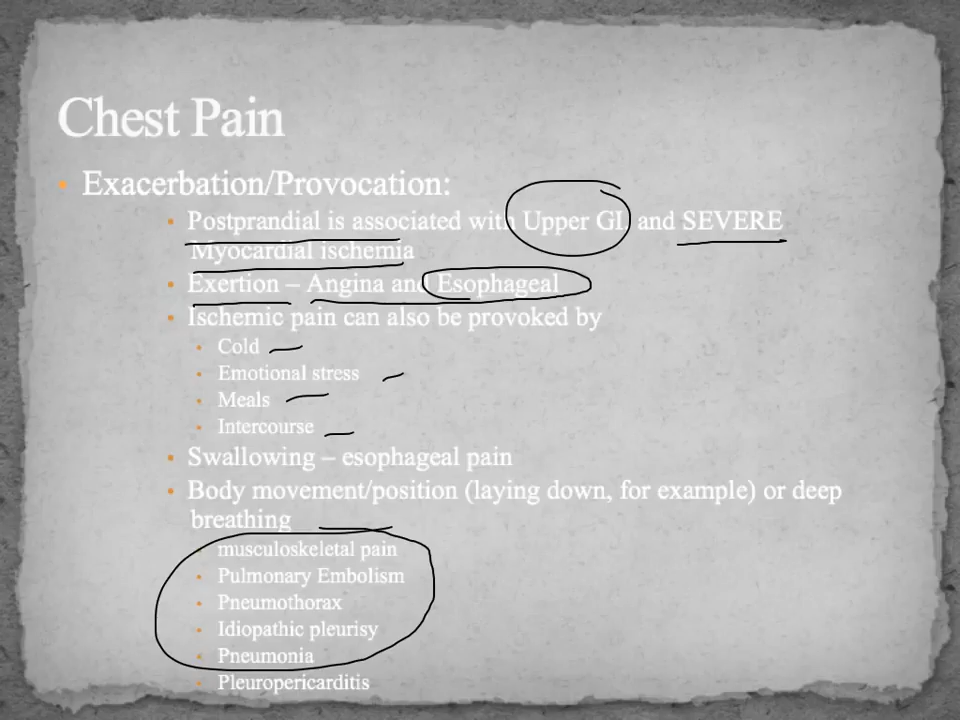 Chest Pain
• Exacerbation/Provocation:
• Postprandial is associated with Upper GI, and SEVERE
Myocardial ischemia
• Exertion – Angina and Esophageal
• Ischemic pain can also be provoked by
• Cold
• Emotional stress
• Meals
• Intercourse
• Swallowing – esophageal pain
• Body movement/position (laying down, for example) or deep
breathing
• musculoskeletal pain
• Pulmonary Embolism
• Pneumothorax
• Idiopathic pleurisy
• Pneumonia
• Pleuropericarditis